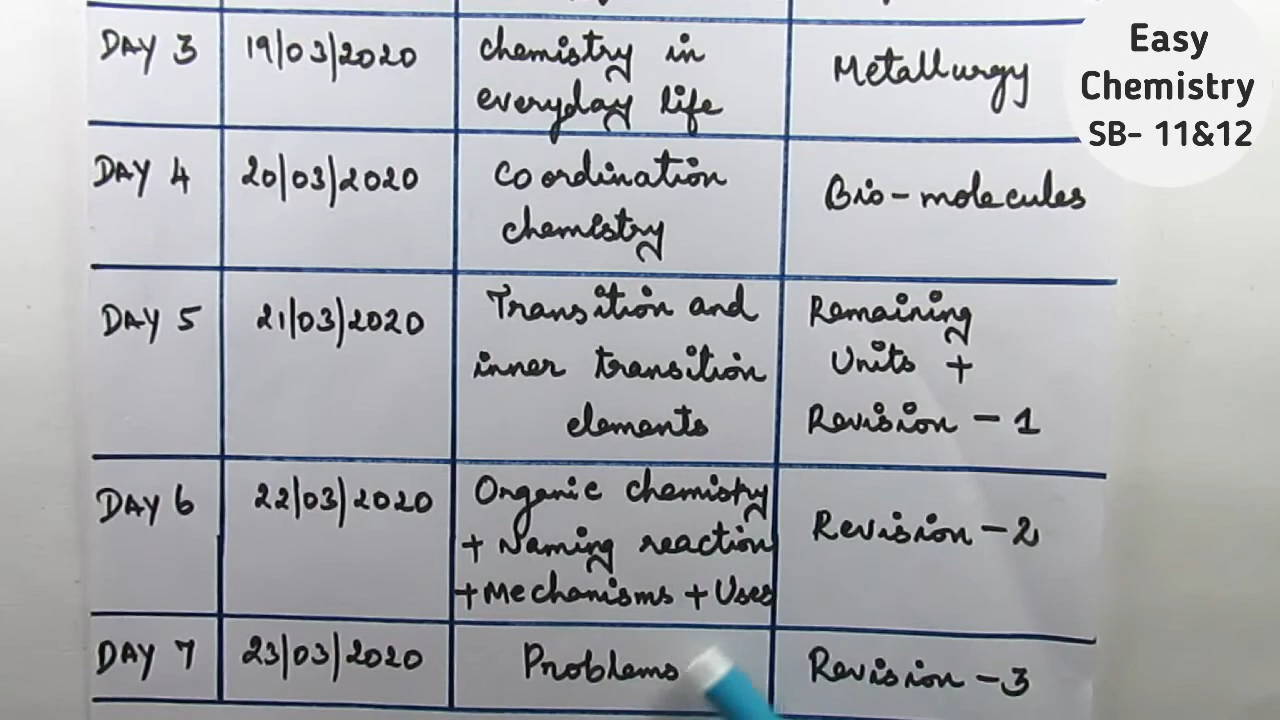 Easy
Chemistry
SB- 11&12
DAY 3 19/03/2020 chemistry in Metallurgy
everyday life
DAY 4 20/03/2020 Coordination Bio-molecules
chemistry
DAY 5 21/03/2020 Transition and Remaining
inner transition Units +
elements Revision - 1
DAY 6 22/03/2020 Organic chemistry Revision - 2
+ Naming reaction
+ Mechanisms + Uses
DAY 7 23/03/2020 Problems Revision - 3